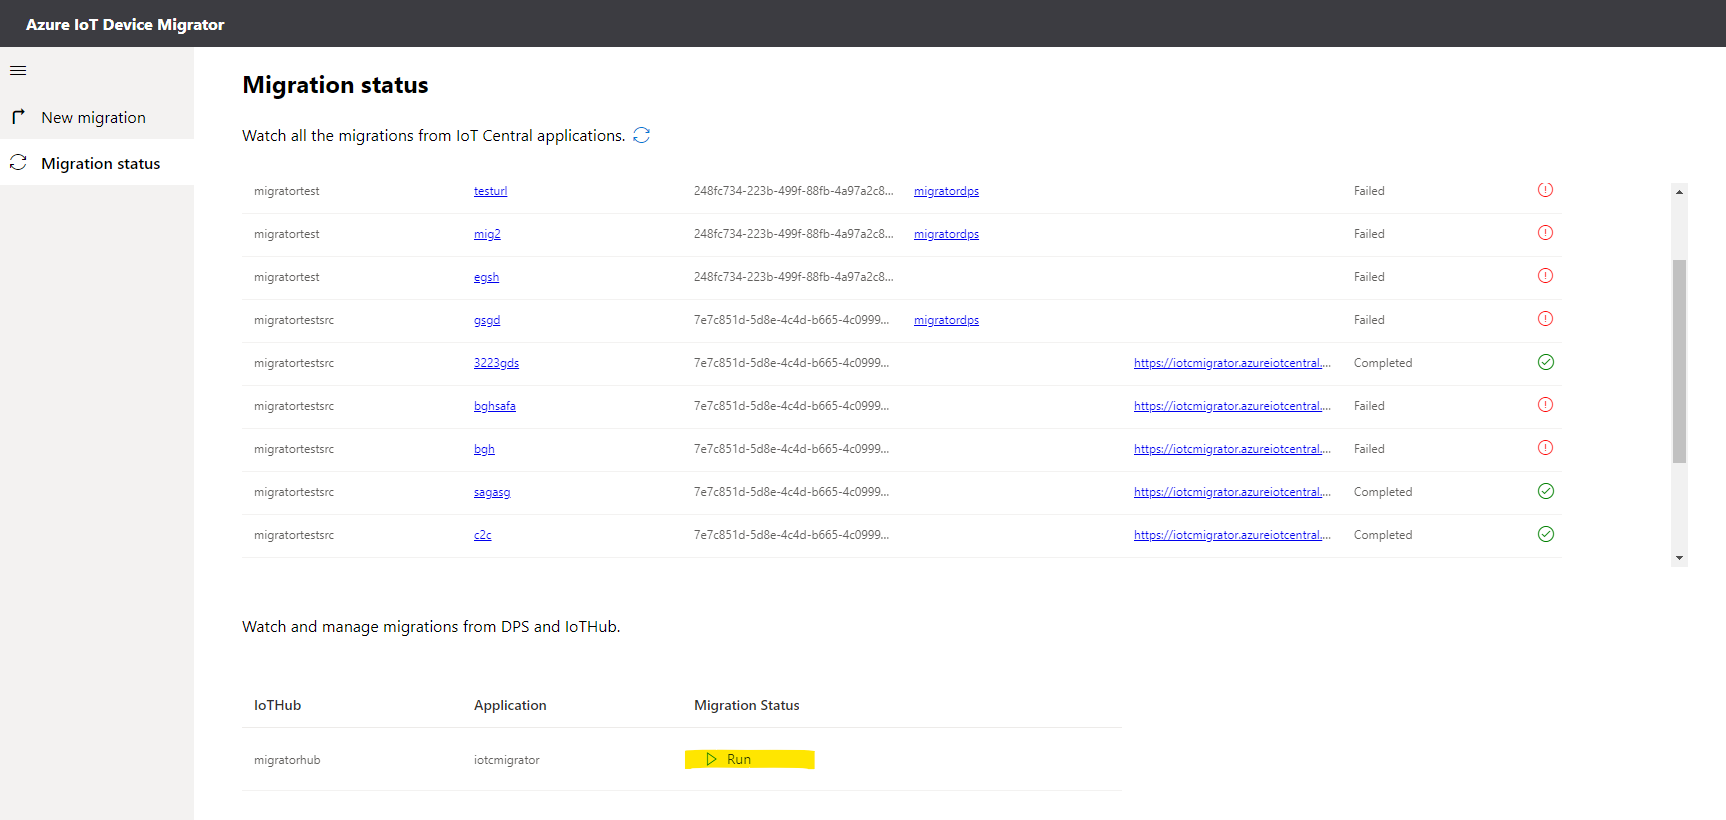 Azure IoT Device Migrator
New migration
Migration status
Migration status
Watch all the migrations from IoT Central applications.
migratortest testurl 248fc734-223b-499f-88fb-4a97a2c8... migratordps Failed
migratortest mig2 248fc734-223b-499f-88fb-4a97a2c8... migratordps Failed
migratortest egsh 248fc734-223b-499f-88fb-4a97a2c8... Failed
migratortestsrc gsgd 7e7c851d-5d8e-4c4d-b665-4c0999... migratordps Failed
migratortestsrc 3223gds 7e7c851d-5d8e-4c4d-b665-4c0999... https://iotcmigrator.azureiotcentral.... Completed
migratortestsrc bghsafa 7e7c851d-5d8e-4c4d-b665-4c0999... https://iotcmigrator.azureiotcentral.... Failed
migratortestsrc bgh 7e7c851d-5d8e-4c4d-b665-4c0999... https://iotcmigrator.azureiotcentral.... Failed
migratortestsrc sagasg 7e7c851d-5d8e-4c4d-b665-4c0999... https://iotcmigrator.azureiotcentral.... Completed
migratortestsrc c2c 7e7c851d-5d8e-4c4d-b665-4c0999... https://iotcmigrator.azureiotcentral.... Completed
Watch and manage migrations from DPS and IoTHub.
IoTHub Application Migration Status
migratorhub iotcmigrator Run